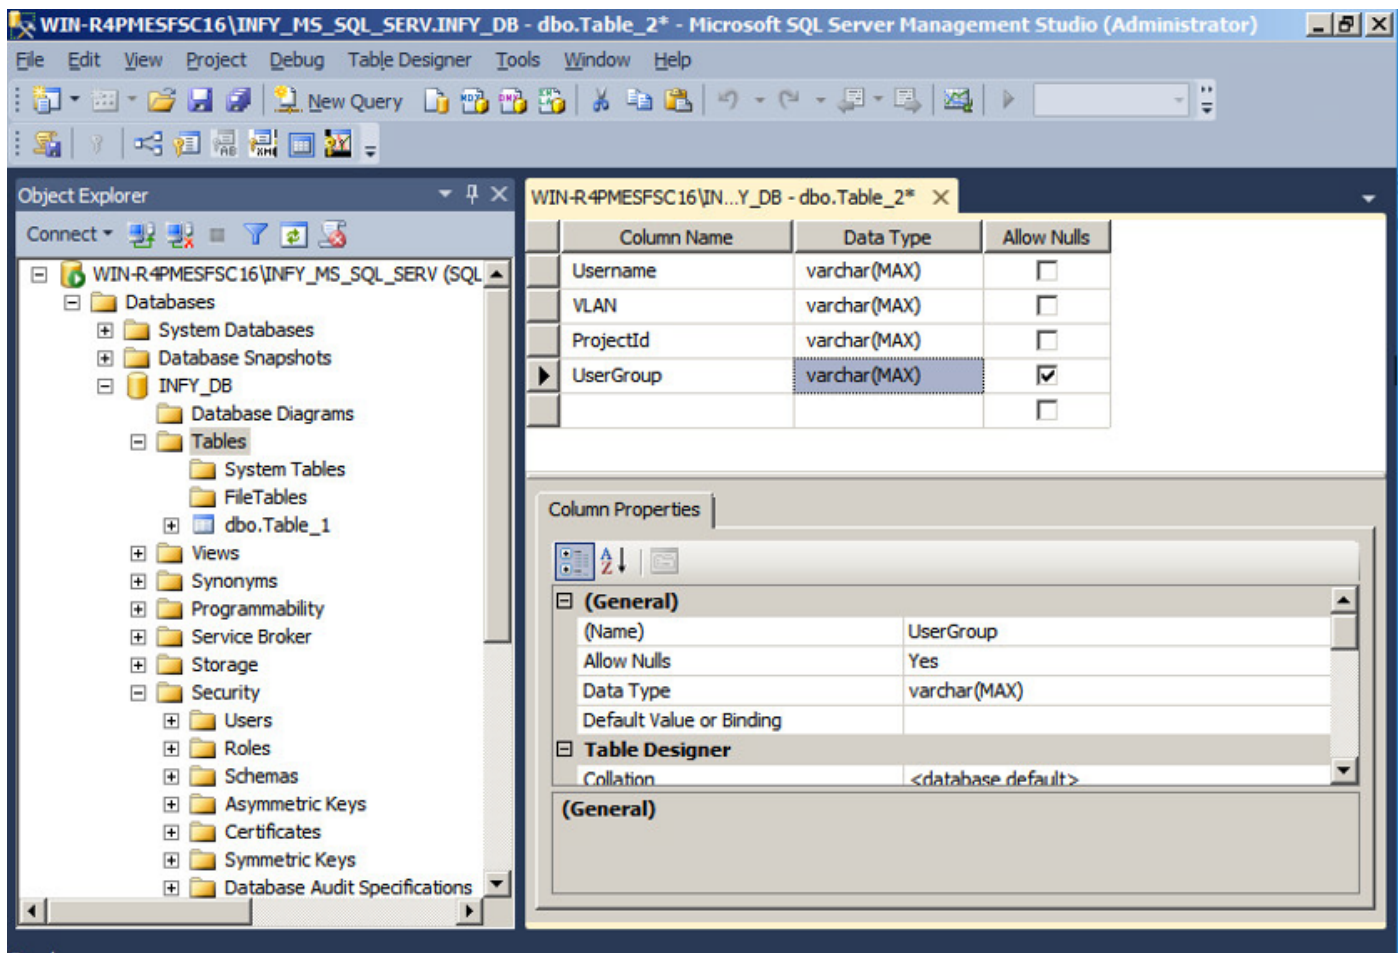 WIN-R4PMESFSC16\INFY_MS_SQL_SERV.INFY_DB - dbo.Table_2* - Microsoft SQL Server Management Studio (Administrator)
File Edit View Project Debug Table Designer Tools Window Help
New Query
Object Explorer
Connect
WIN-R4PMESFSC16\INFY_MS_SQL_SERV (SQL
Databases
System Databases
Database Snapshots
INFY_DB
Database Diagrams
Tables
System Tables
FileTables
dbo.Table_1
Views
Synonyms
Programmability
Service Broker
Storage
Security
Users
Roles
Schemas
Asymmetric Keys
Certificates
Symmetric Keys
Database Audit Specifications
WIN-R4PMESFSC16\IN...Y_DB - dbo.Table_2*
Column Name Data Type Allow Nulls
Username varchar(MAX)
VLAN varchar(MAX)
ProjectId varchar(MAX)
UserGroup varchar(MAX)
Column Properties
(General)
(Name) UserGroup
Allow Nulls Yes
Data Type varchar(MAX)
Default Value or Binding
Table Designer
Collation <database default>
(General)